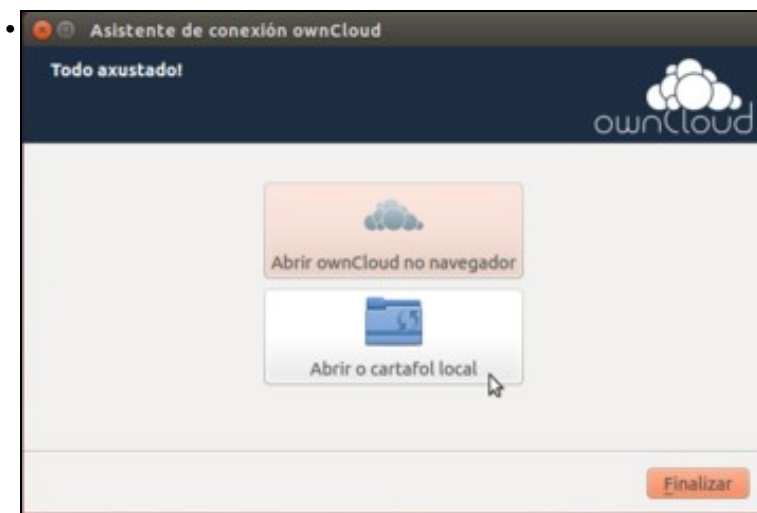 Asistente de conexión ownCloud
Todo axustado!
ownCloud
Abrir ownCloud no navegador
Abrir o cartafol local
Finalizar